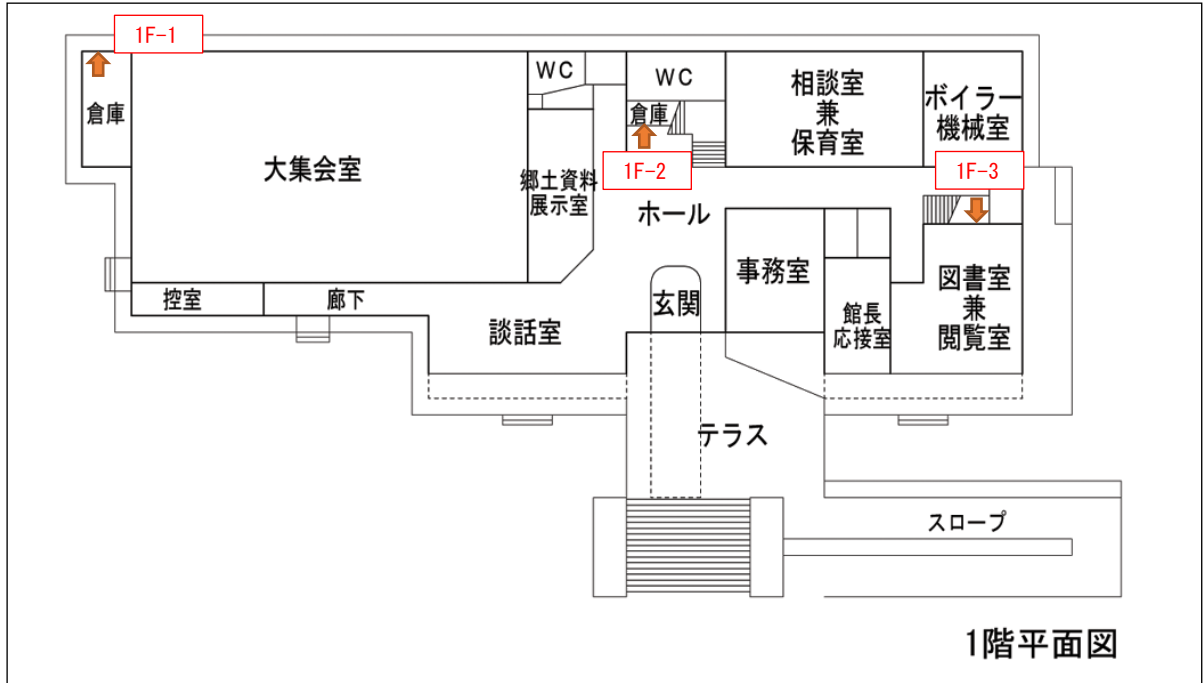 1F-1
倉庫
大集会室
WC
WC
倉庫
相談室
兼
保育室
ボイラー
機械室
1F-2
1F-3
郷土資料
展示室
ホール
事務室
図書室
兼
閲覧室
控室
廊下
談話室
玄関
館長
応接室
テラス
スロープ
1階平面図